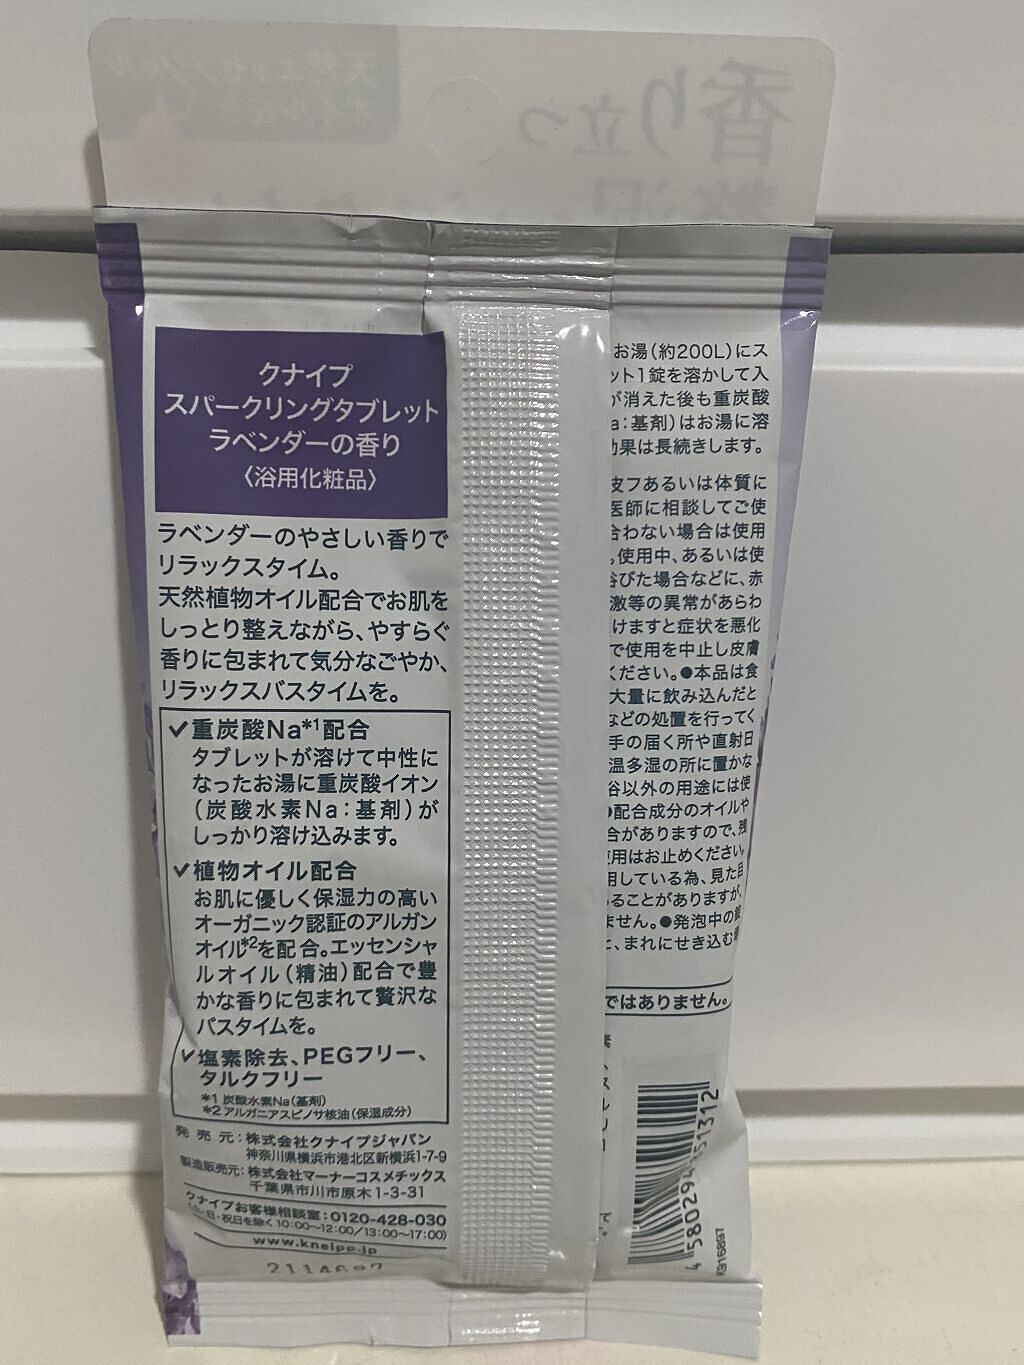 クナイプ
スパークリングタブレット
ラベンダーの香り
〈浴用化粧品〉
ラベンダーのやさしい香りで
リラックスタイム。
天然植物オイル配合でお肌を
しっとり整えながら、やすらぐ
香りに包まれて気分なごやか、
リラックスバスタイムを。
✓重炭酸Na*1配合
タブレットが溶けて中性に
なったお湯に重炭酸イオン
(炭酸水素Na:基剤)が
しっかり溶け込みます。
✓植物オイル配合
お肌に優しく保湿力の高い
オーガニック認証のアルガン
オイル*2を配合。エッセンシャ
ルオイル(精油)配合で豊
かな香りに包まれて贅沢な
バスタイムを。
✓塩素除去、PEGフリー、
タルクフリー
*1 炭酸水素Na(基剤)
*2 アルガニアスピノサ核油(保湿成分)
発売元:株式会社クナイプジャパン
神奈川県横浜市港北区新横浜1-7-9
製造販売元:株式会社マーナーコスメチックス
千葉県市川市原木1-3-31
クナイプお客様相談室:0120-428-030
日・祝日を除く10:00〜12:00/13:00〜17:00)
www.kneipp.jp
お湯(約200L)にス
ット1錠を溶かして入
が消えた後も重炭酸
a:基剤)はお湯に溶
果は長続きします。
皮フあるいは体質に
医師に相談してご使
合わない場合は使用
、使用中、あるいは使
浴びた場合などに、赤
激等の異常があらわ
けますと症状を悪化
で使用を中止し皮膚
ください。●本品は食
大量に飲み込んだと
などの処置を行ってく
手の届く所や直射日
温多湿の所に置かな
谷以外の用途には使
●配合成分のオイルや
合がありますので、残
用はお止めください。
用している為、見た目
ることがありますが、
ません。●発泡中の
、まれにせき込む
ではありません。
K916897